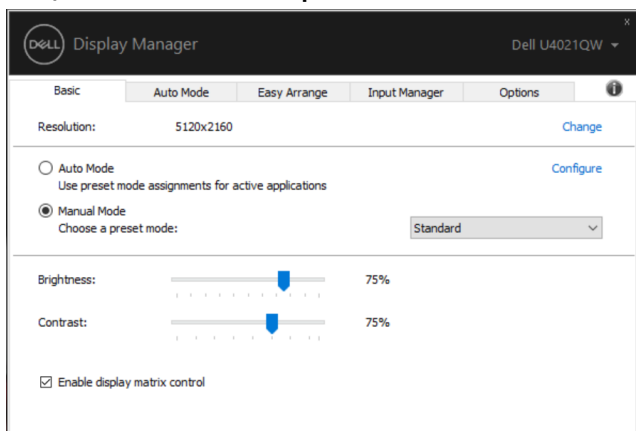 DELL Display Manager
x
Dell U4021QW
Basic Auto Mode Easy Arrange Input Manager Options i
Resolution: 5120x2160 Change
Auto Mode Configure
Use preset mode assignments for active applications
Manual Mode
Choose a preset mode: Standard
Brightness: 75%
Contrast: 75%
Enable display matrix control